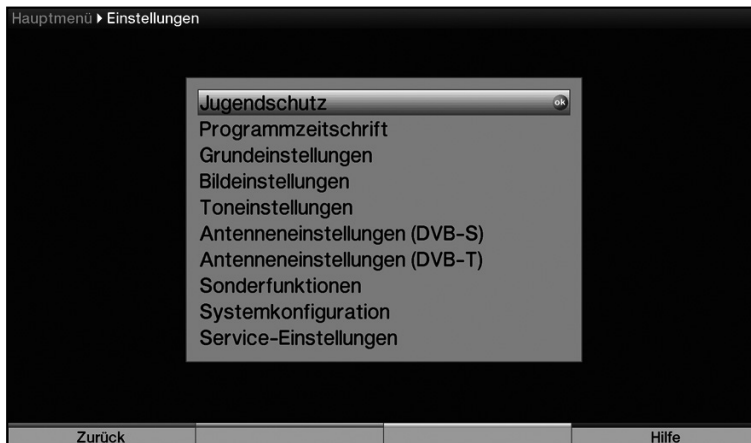 Hauptmenü ▸ Einstellungen
Jugendschutz ok
Programmzeitschrift
Grundeinstellungen
Bildeinstellungen
Toneinstellungen
Antenneneinstellungen (DVB-S)
Antenneneinstellungen (DVB-T)
Sonderfunktionen
Systemkonfiguration
Service-Einstellungen
Zurück Hilfe